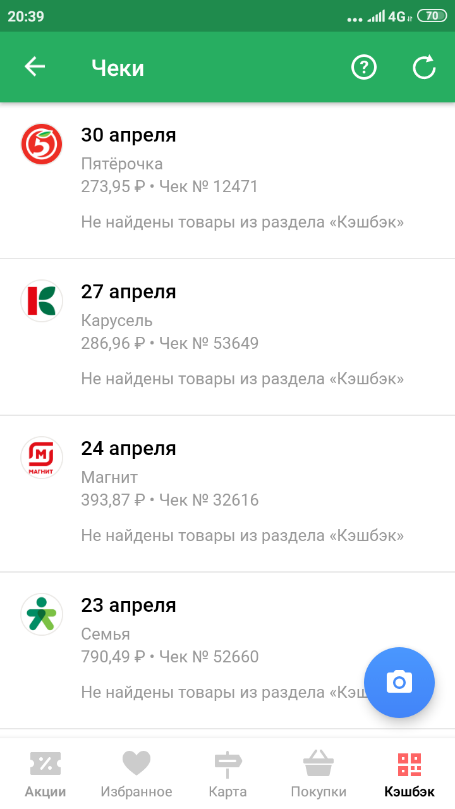 20:39
4G
70
Чеки
30 апреля
Пятёрочка
273,95 ₽ • Чек № 12471
Не найдены товары из раздела «Кэшбэк»
27 апреля
Карусель
286,96 ₽ • Чек № 53649
Не найдены товары из раздела «Кэшбэк»
24 апреля
МАГНИТ
Магнит
393,87 ₽ • Чек № 32616
Не найдены товары из раздела «Кэшбэк»
23 апреля
Семья
790,49 ₽ • Чек № 52660
Не найдены товары из раздела «Кэш
Акции
Избранное
Карта
Покупки
Кэшбэк